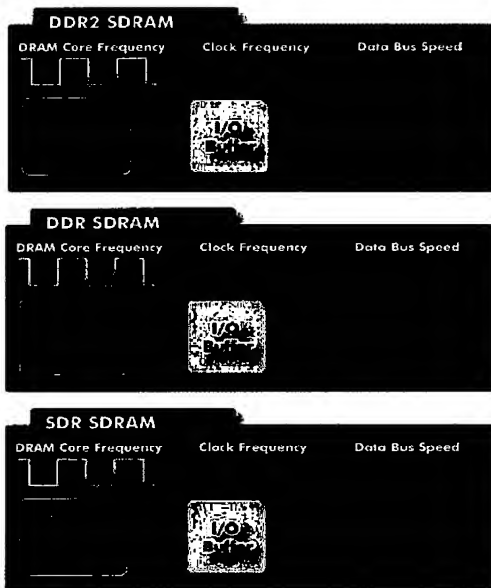 DDR2 SDRAM
DRAM Core Frequency Clock Frequency Data Bus Speed
I/O
Buffer
DDR SDRAM
DRAM Core Frequency Clock Frequency Data Bus Speed
I/O
Buffer
SDR SDRAM
DRAM Core Frequency Clock Frequency Data Bus Speed
I/O
Buffer